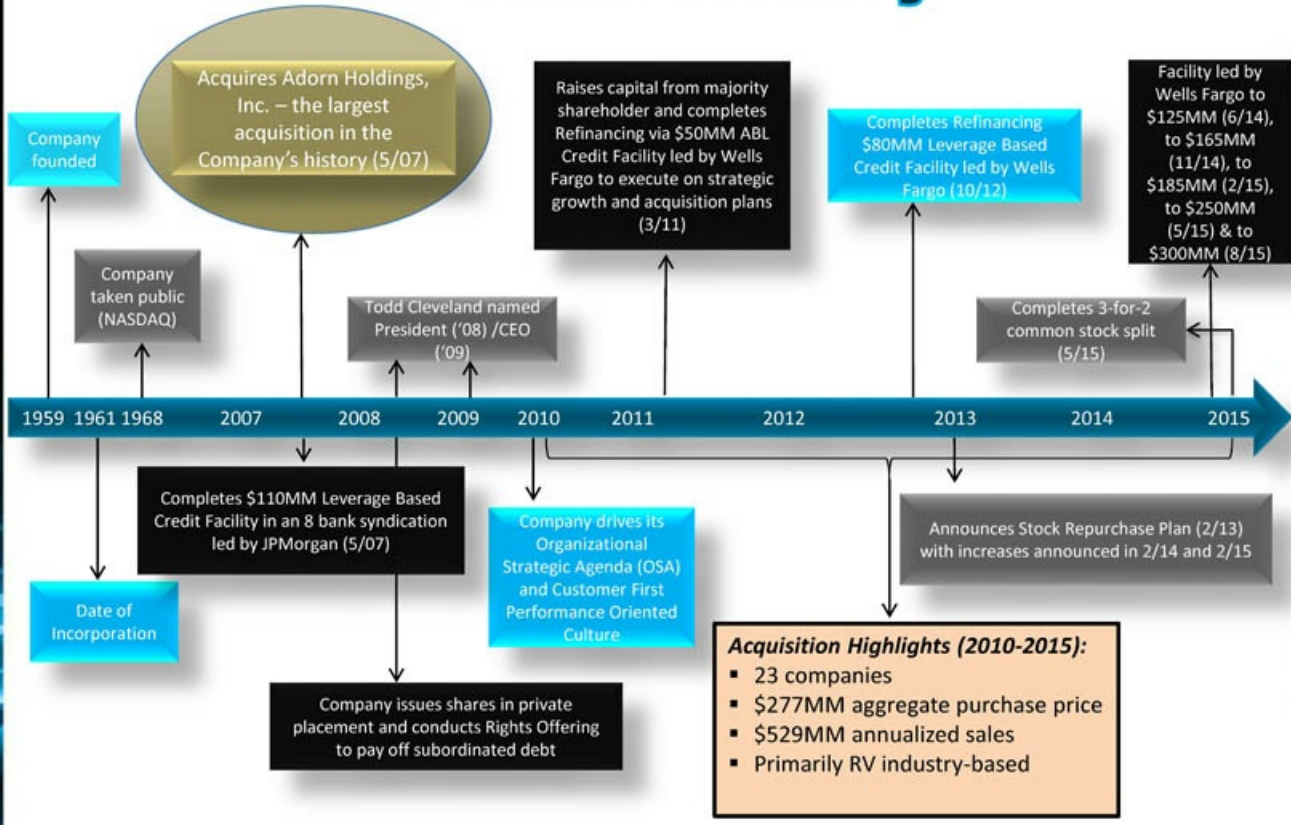 Company
founded
Acquires Adorn Holdings,
Inc. – the largest
acquisition in the
Company's history (5/07)
Raises capital from majority
shareholder and completes
Refinancing via $50MM ABL
Credit Facility led by Wells
Fargo to execute on strategic
growth and acquisition plans
(3/11)
Completes Refinancing
$80MM Leverage Based
Credit Facility led by Wells
Fargo (10/12)
Facility led by
Wells Fargo to
$125MM (6/14),
to $165MM
(11/14), to
$185MM (2/15),
to $250MM
(5/15) & to
$300MM (8/15)
Company
taken public
(NASDAQ)
Todd Cleveland named
President ('08) /CEO
('09)
Completes 3-for-2
common stock split
(5/15)
1959 1961 1968 2007 2008 2009 2010 2011 2012 2013 2014 2015
Completes $110MM Leverage Based
Credit Facility in an 8 bank syndication
led by JPMorgan (5/07)
Date of
Incorporation
Company drives its
Organizational
Strategic Agenda (OSA)
and Customer First
Performance Oriented
Culture
Announces Stock Repurchase Plan (2/13)
with increases announced in 2/14 and 2/15
Company issues shares in private
placement and conducts Rights Offering
to pay off subordinated debt
Acquisition Highlights (2010-2015):
▪ 23 companies
▪ $277MM aggregate purchase price
▪ $529MM annualized sales
▪ Primarily RV industry-based